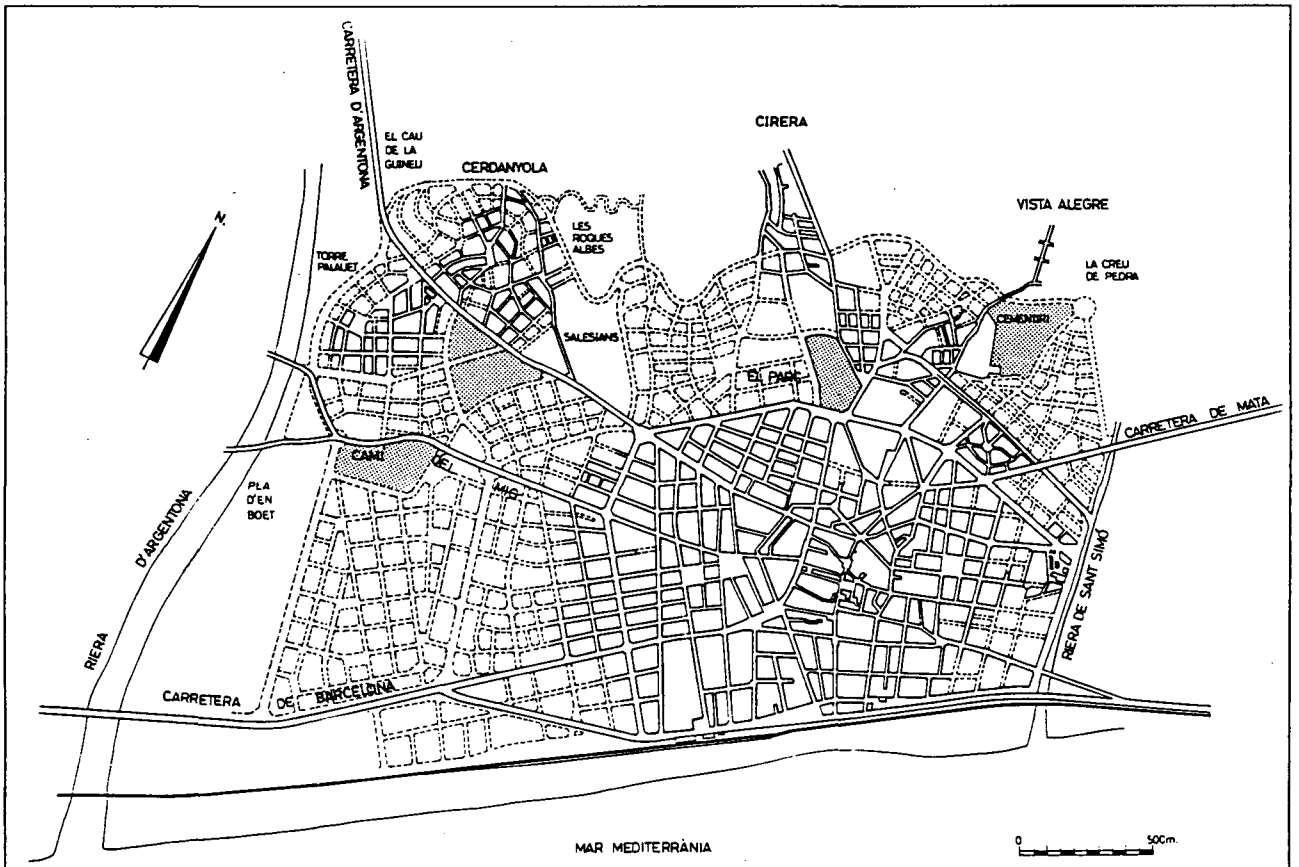 CARRETERA D'ARGENTONA
EL CAU
DE LA
GUINEU
CERDANYOLA
CIRERA
VISTA ALEGRE
N.
LES
ROQUES
ALBES
LA CREU
DE PEDRA
TORRE
PALAUET
CEMENTIRI
SALESIANS
EL PARC
CARRETERA DE MATA
CAMÍ DEL MIG
PLA
D'EN
BOET
RIERA D'ARGENTONA
RIERA DE SANT SIMÓ
CARRETERA DE BARCELONA
MAR MEDITERRÀNIA
0 500m.